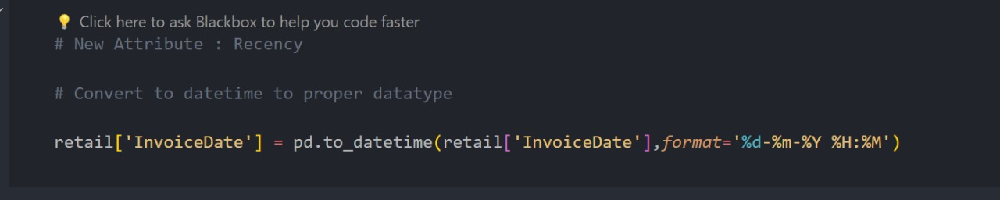 💡 Click here to ask Blackbox to help you code faster
# New Attribute : Recency
# Convert to datetime to proper datatype
retail['InvoiceDate'] = pd.to_datetime(retail['InvoiceDate'],format='%d-%m-%Y %H:%M')